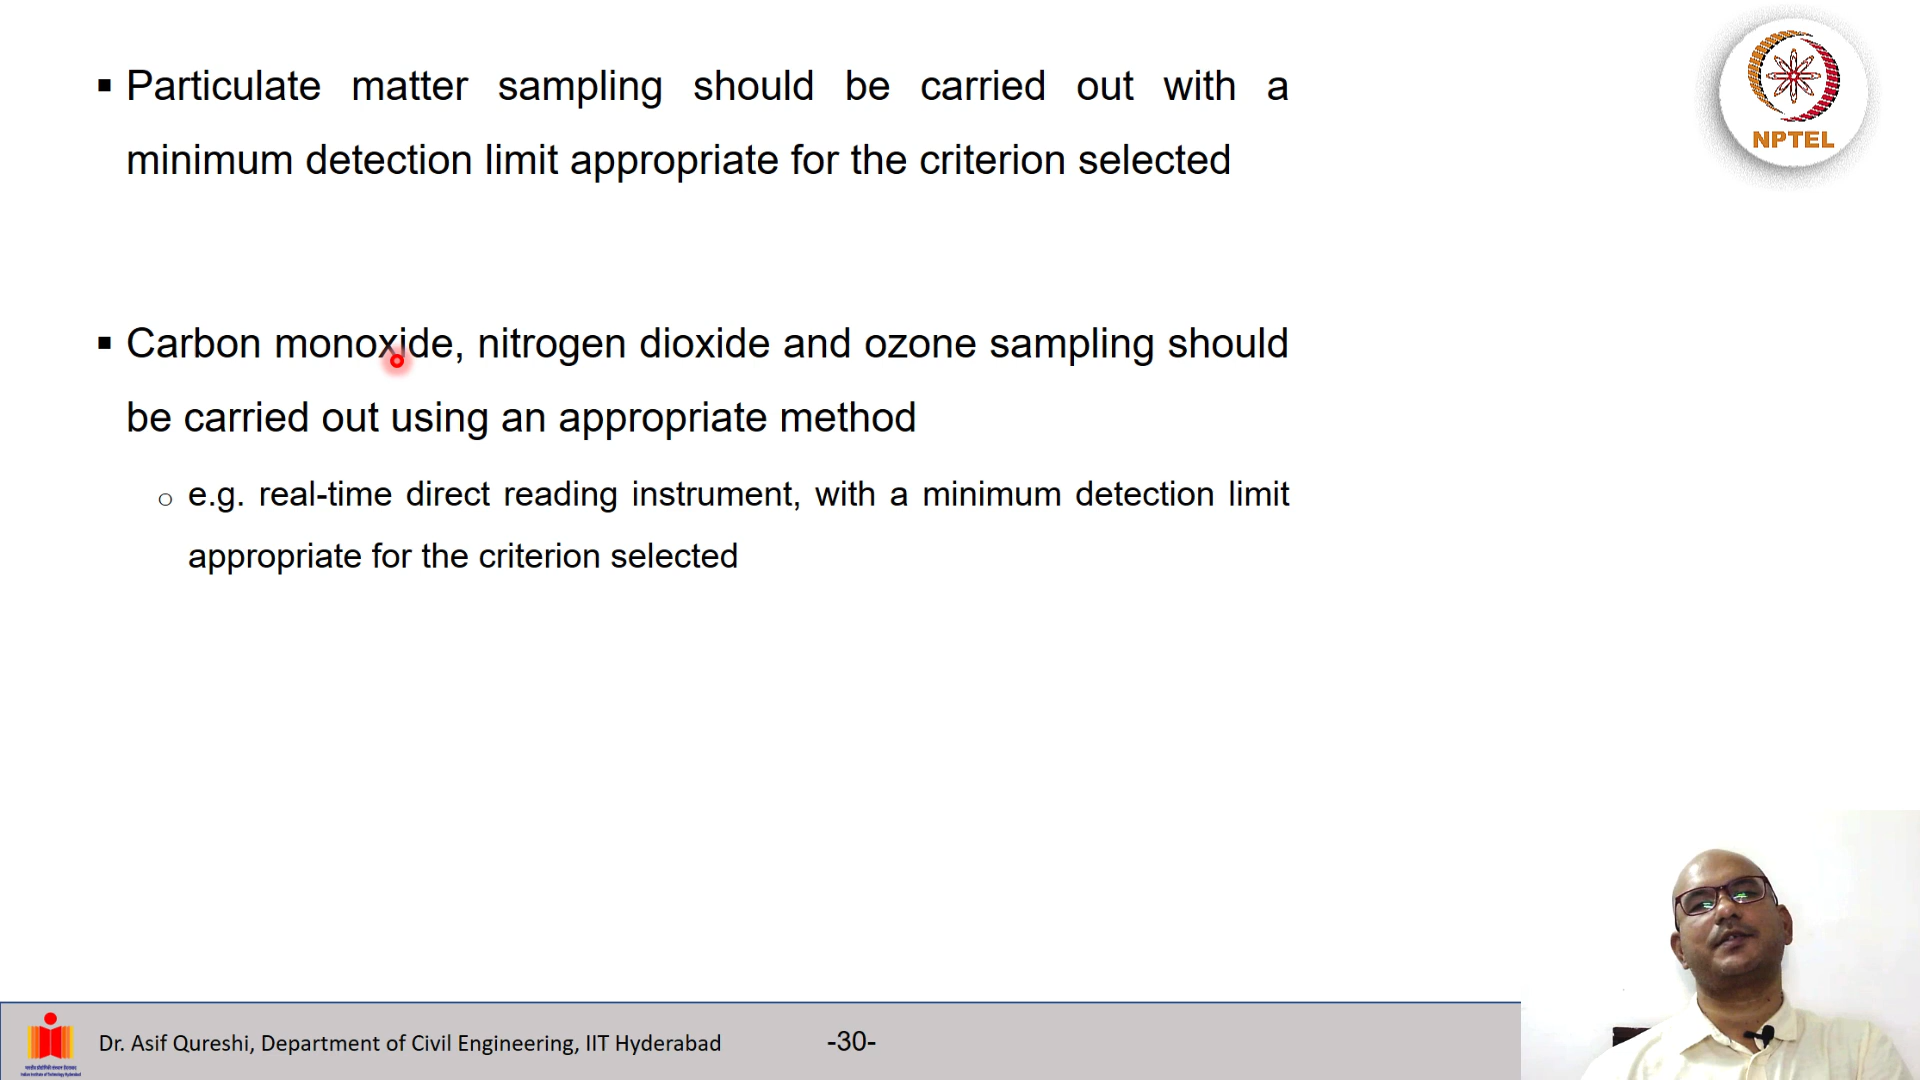 ▪ Particulate matter sampling should be carried out with a
minimum detection limit appropriate for the criterion selected
▪ Carbon monoxide, nitrogen dioxide and ozone sampling should
be carried out using an appropriate method
o e.g. real-time direct reading instrument, with a minimum detection limit
appropriate for the criterion selected
NPTEL
Dr. Asif Qureshi, Department of Civil Engineering, IIT Hyderabad
-30-